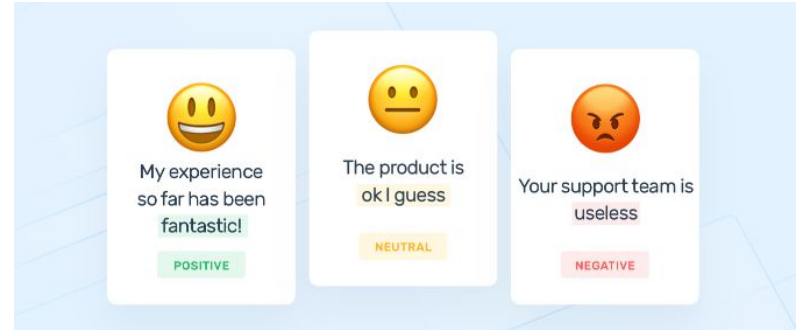 My experience
so far has been
fantastic!
POSITIVE
The product is
ok I guess
NEUTRAL
Your support team is
useless
NEGATIVE